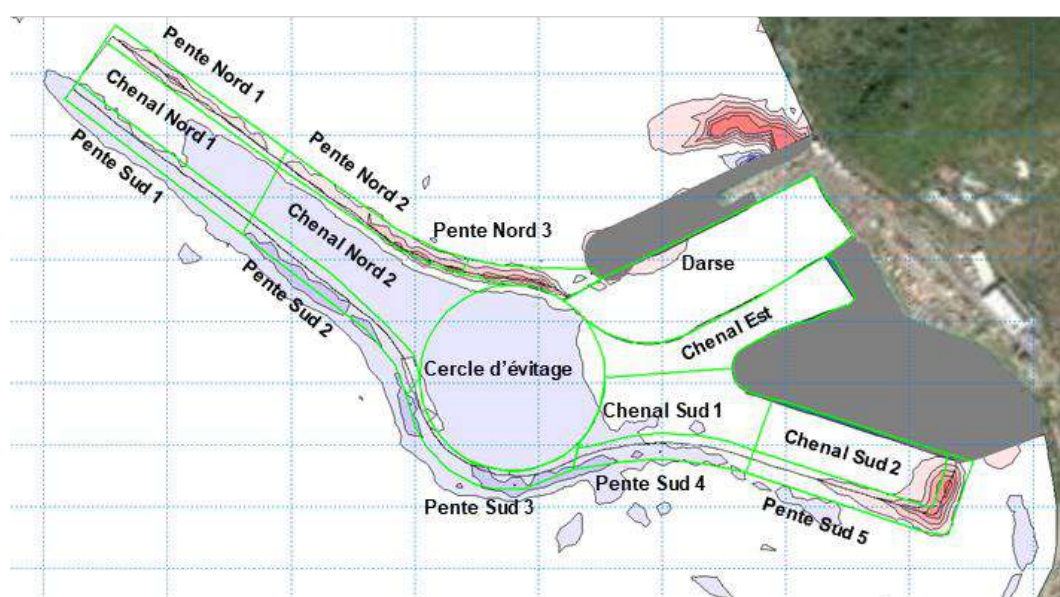 Pente Nord 1
Chenal Nord 1
Pente Sud 1
Pente Nord 2
Chenal Nord 2
Pente Nord 3
Pente Sud 2
Darse
Chenal Est
Cercle d'évitage
Chenal Sud 1
Chenal Sud 2
Pente Sud 4
Pente Sud 3
Pente Sud 5